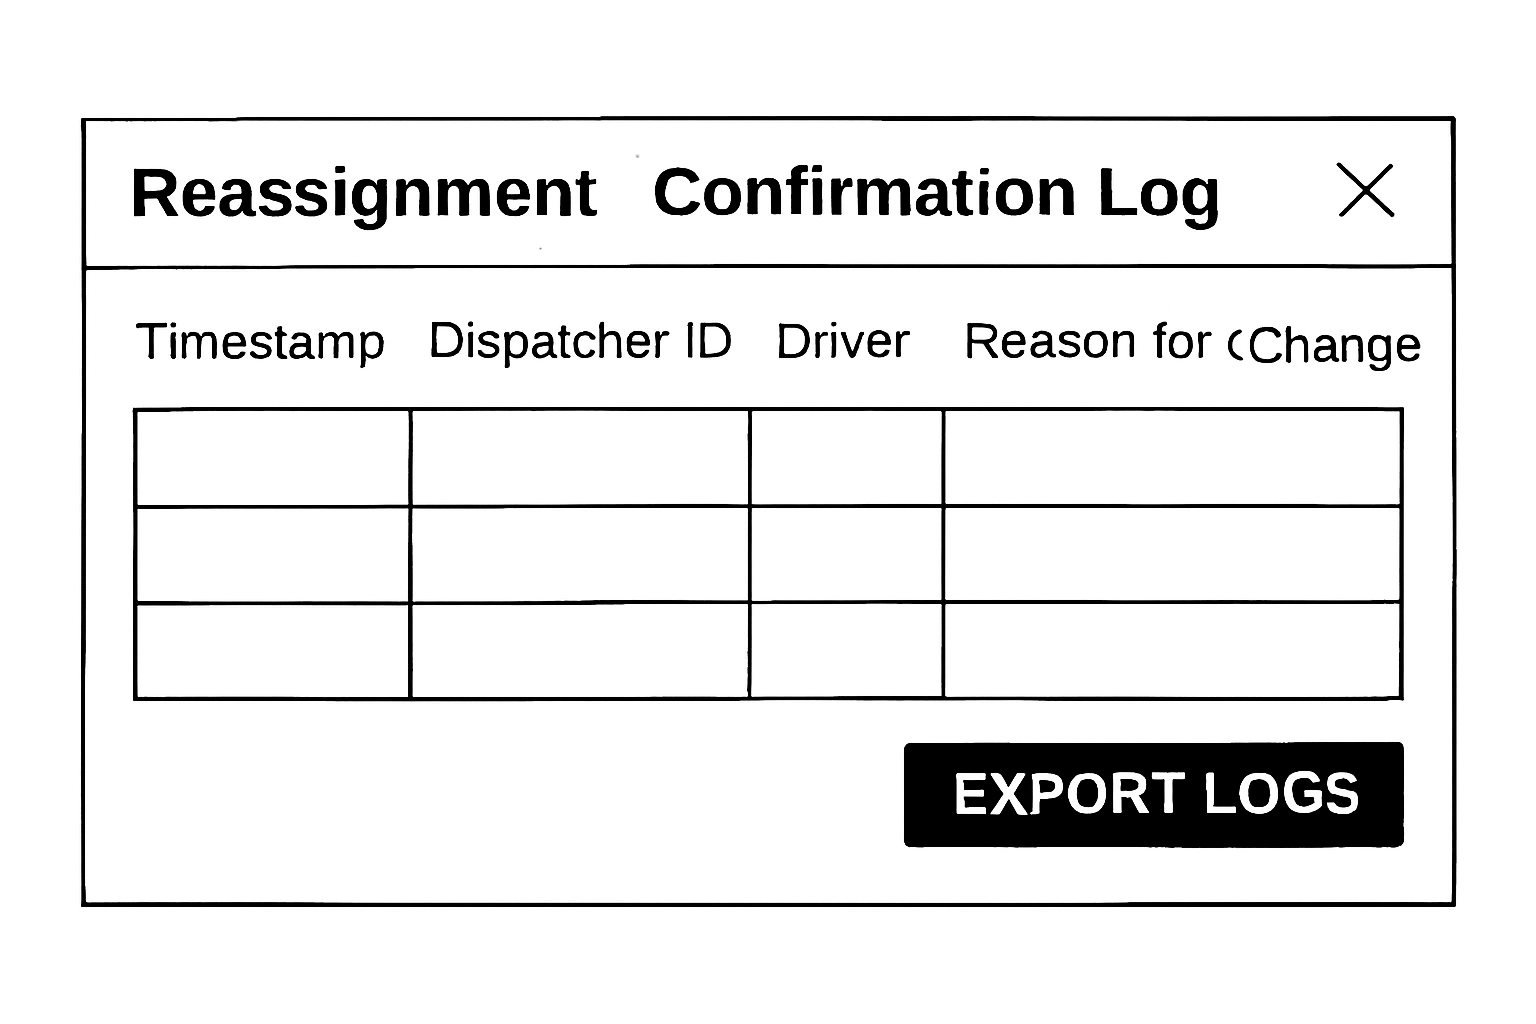 Reassignment Confirmation Log
Timestamp Dispatcher ID Driver Reason for Change
EXPORT LOGS